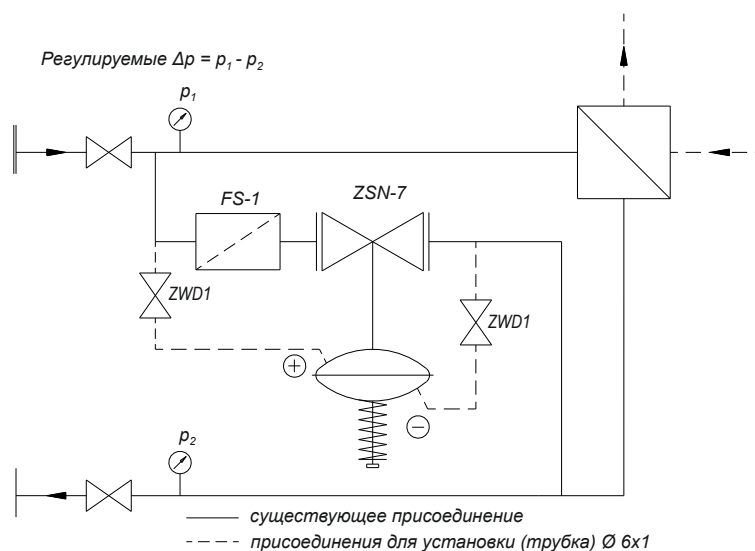 Регулируемые Δp = p₁ - p₂
p₁
FS-1
ZSN-7
ZWD1
ZWD1
+
−
p₂
существующее присоединение
присоединения для установки (трубка) Ø 6x1